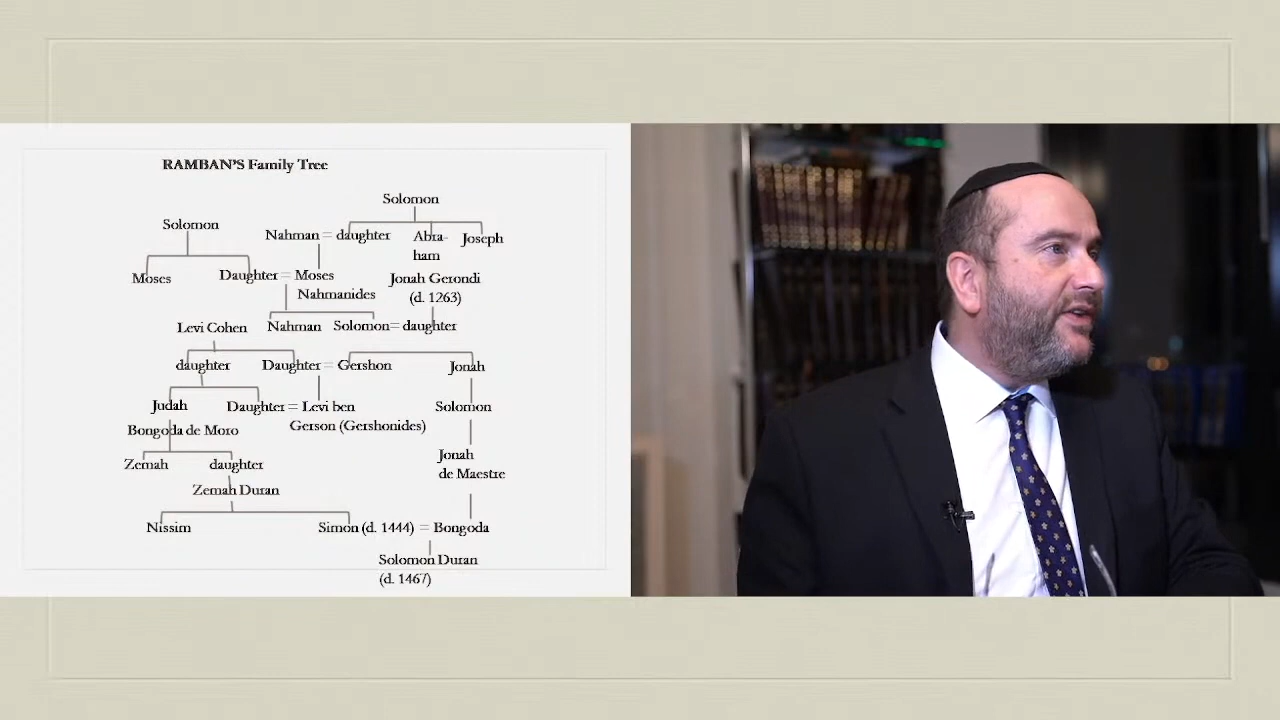 RAMBAN'S Family Tree
Solomon
Solomon
Nahman = daughter Abra- Joseph
ham
Moses Daughter = Moses Jonah Gerondi
Nahmanides (d. 1263)
Levi Cohen Nahman Solomon= daughter
daughter Daughter = Gershon Jonah
Judah Daughter = Levi ben Solomon
Gerson (Gershonides)
Bongoda de Moro
Jonah
Zemah daughter de Maestre
Zemah Duran
Nissim Simon (d. 1444) = Bongoda
Solomon Duran
(d. 1467)